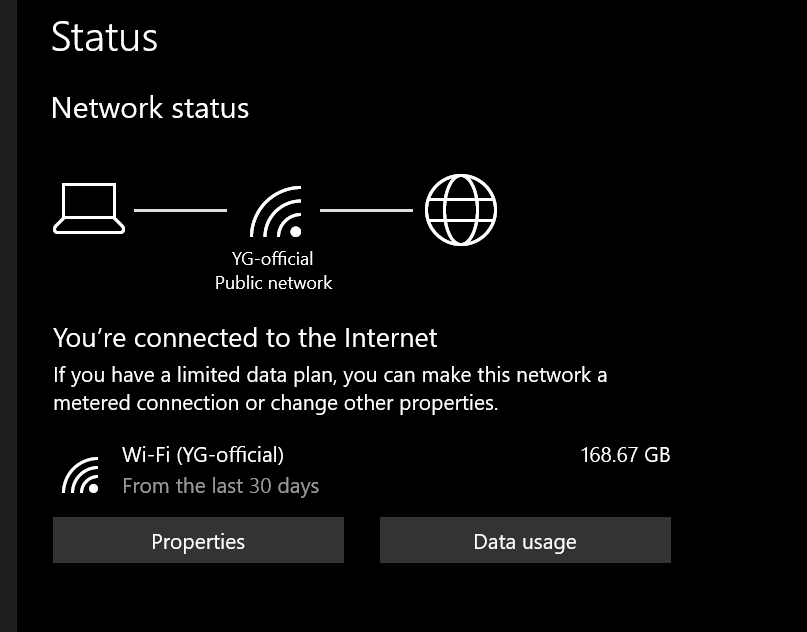 Status
Network status
YG-official
Public network
You’re connected to the Internet
If you have a limited data plan, you can make this network a
metered connection or change other properties.
Wi-Fi (YG-official)
168.67 GB
From the last 30 days
Properties
Data usage